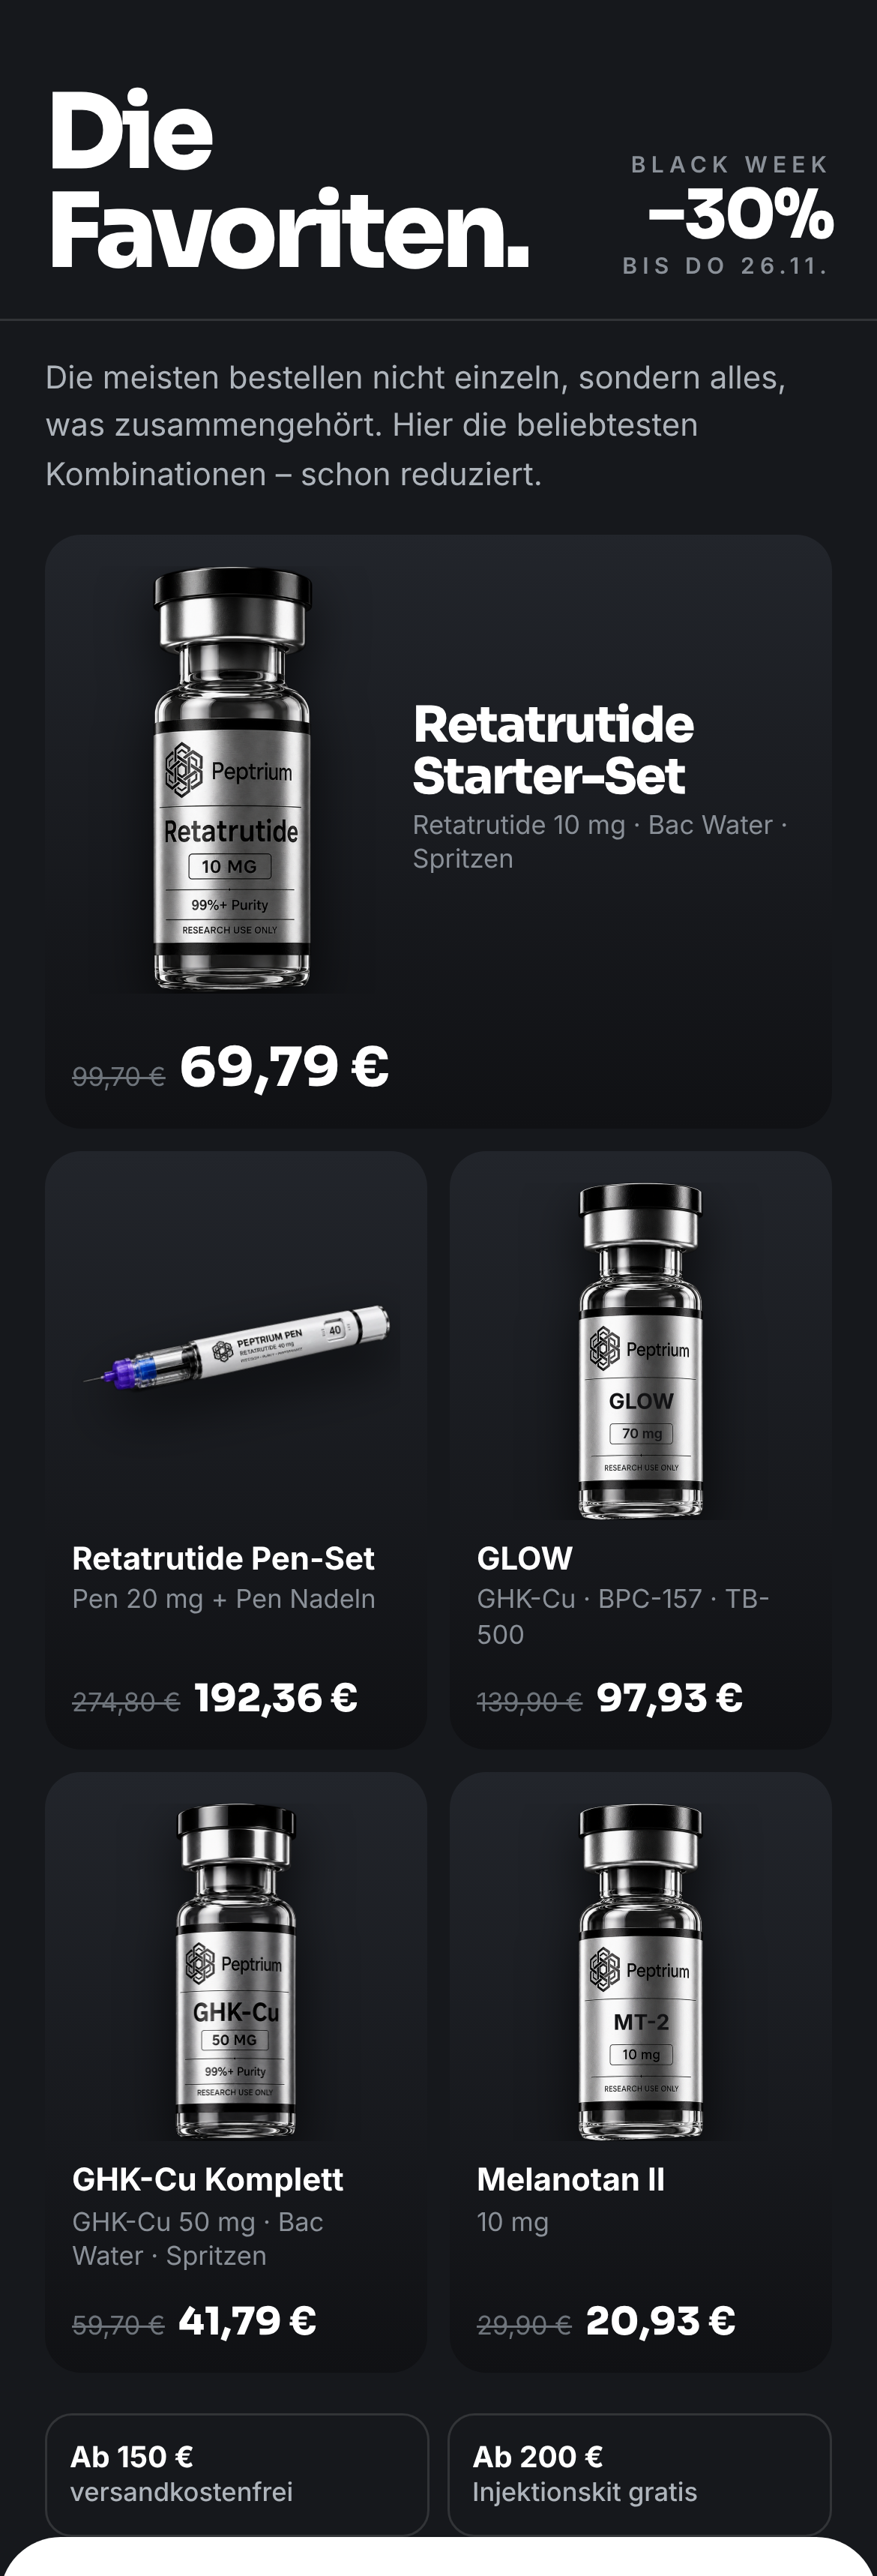 Die
Favoriten.
BLACK WEEK
–30%
BIS DO 26.11.
Die meisten bestellen nicht einzeln, sondern alles,
was zusammengehört. Hier die beliebtesten
Kombinationen – schon reduziert.
Peptrium
Retatrutide
10 MG
99%+ Purity
RESEARCH USE ONLY
Retatrutide
Starter-Set
Retatrutide 10 mg · Bac Water ·
Spritzen
99,70 € 69,79 €
PEPTRIUM PEN
RETATRUTIDE 40 mg
40
Retatrutide Pen-Set
Pen 20 mg + Pen Nadeln
274,80 € 192,36 €
Peptrium
GLOW
70 mg
RESEARCH USE ONLY
GLOW
GHK-Cu · BPC-157 · TB-
500
139,90 € 97,93 €
Peptrium
GHK-Cu
50 MG
99%+ Purity
RESEARCH USE ONLY
GHK-Cu Komplett
GHK-Cu 50 mg · Bac
Water · Spritzen
59,70 € 41,79 €
Peptrium
MT-2
10 mg
RESEARCH USE ONLY
Melanotan II
10 mg
29,90 € 20,93 €
Ab 150 €
versandkostenfrei
Ab 200 €
Injektionskit gratis